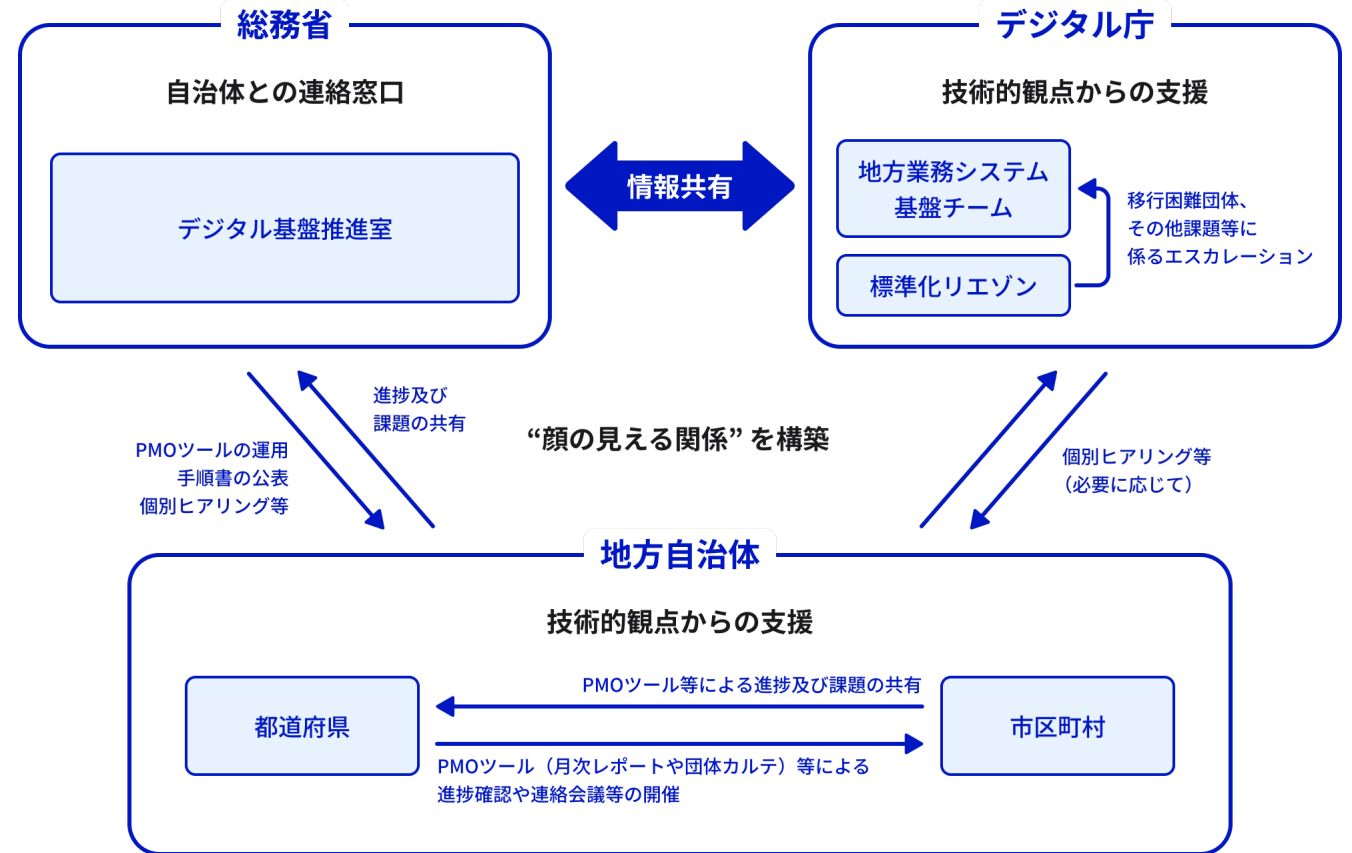 総務省
自治体との連絡窓口
デジタル基盤推進室
情報共有
デジタル庁
技術的観点からの支援
地方業務システム
基盤チーム
標準化リエゾン
移行困難団体、
その他課題等に
係るエスカレーション
進捗及び
課題の共有
PMOツールの運用
手順書の公表
個別ヒアリング等
“顔の見える関係” を構築
個別ヒアリング等
（必要に応じて）
地方自治体
技術的観点からの支援
都道府県
PMOツール等による進捗及び課題の共有
PMOツール（月次レポートや団体カルテ）等による
進捗確認や連絡会議等の開催
市区町村